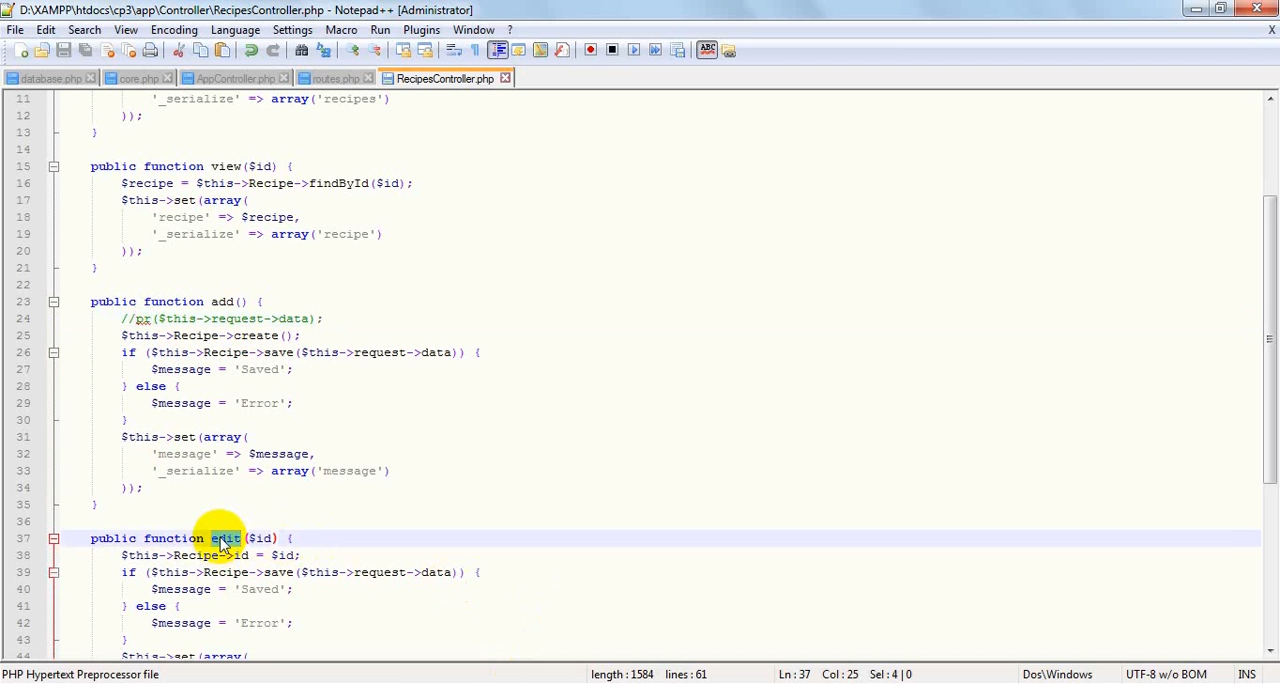 D:\XAMPP\htdocs\cp3\app\Controller\RecipesController.php - Notepad++ [Administrator]
File Edit Search View Encoding Language Settings Macro Run Plugins Window ? X
ABC
database.php core.php AppController.php routes.php RecipesController.php
11 '_serialize' => array('recipes')
12 ));
13 }
14
15 public function view($id) {
16 $recipe = $this->Recipe->findById($id);
17 $this->set(array(
18 'recipe' => $recipe,
19 '_serialize' => array('recipe')
20 ));
21 }
22
23 public function add() {
24 //pr($this->request->data);
25 $this->Recipe->create();
26 if ($this->Recipe->save($this->request->data)) {
27 $message = 'Saved';
28 } else {
29 $message = 'Error';
30 }
31 $this->set(array(
32 'message' => $message,
33 '_serialize' => array('message')
34 ));
35 }
36
37 public function edit($id) {
38 $this->Recipe->id = $id;
39 if ($this->Recipe->save($this->request->data)) {
40 $message = 'Saved';
41 } else {
42 $message = 'Error';
43 }
44 $this->set(array(
PHP Hypertext Preprocessor file length : 1584 lines : 61 Ln : 37 Col : 25 Sel : 4 | 0 Dos\Windows UTF-8 w/o BOM INS